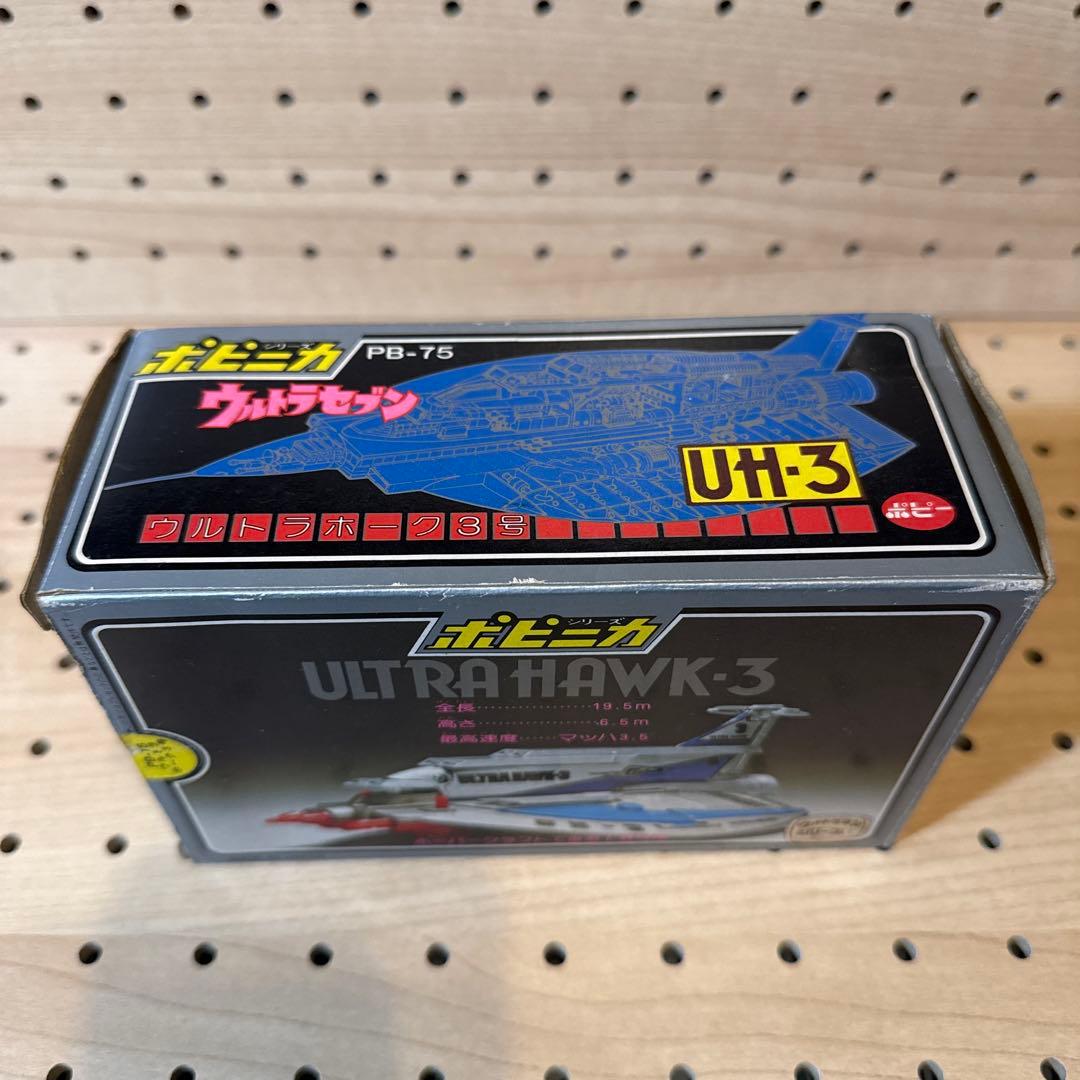 ポピニカ
シリーズ
PB-75
ウルトラセブン
UH-3
ウルトラホーク3号
ポピー
ポピニカ
シリーズ
ULTRA HAWK-3
全長………………19.5m
高さ………………6.5m
最高速度……マッハ3.5
3
ULTRA HAWK-3